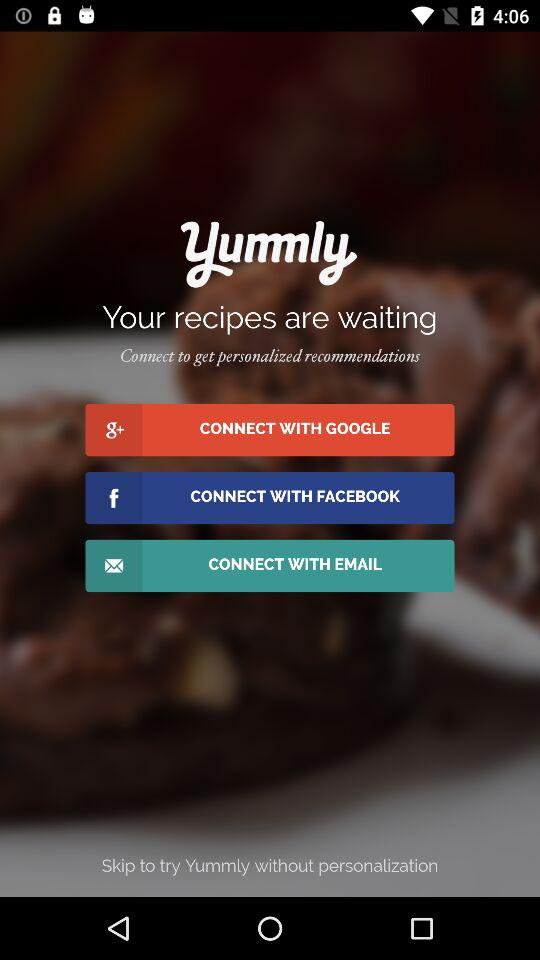 4:06
Yummly
Your recipes are waiting
Connect to get personalized recommendations
g+ CONNECT WITH GOOGLE
f CONNECT WITH FACEBOOK
CONNECT WITH EMAIL
Skip to try Yummly without personalization